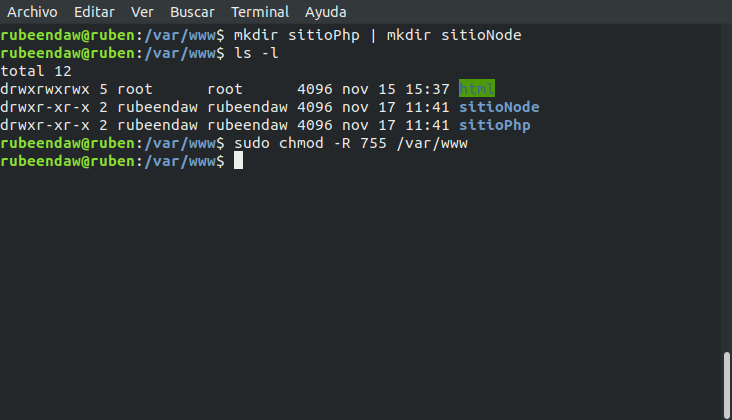 Archivo Editar Ver Buscar Terminal Ayuda
rubeendaw@ruben:/var/www$ mkdir sitioPhp | mkdir sitioNode
rubeendaw@ruben:/var/www$ ls -l
total 12
drwxrwxrwx 5 root      root      4096 nov 15 15:37 html
drwxr-xr-x 2 rubeendaw rubeendaw 4096 nov 17 11:41 sitioNode
drwxr-xr-x 2 rubeendaw rubeendaw 4096 nov 17 11:41 sitioPhp
rubeendaw@ruben:/var/www$ sudo chmod -R 755 /var/www
rubeendaw@ruben:/var/www$